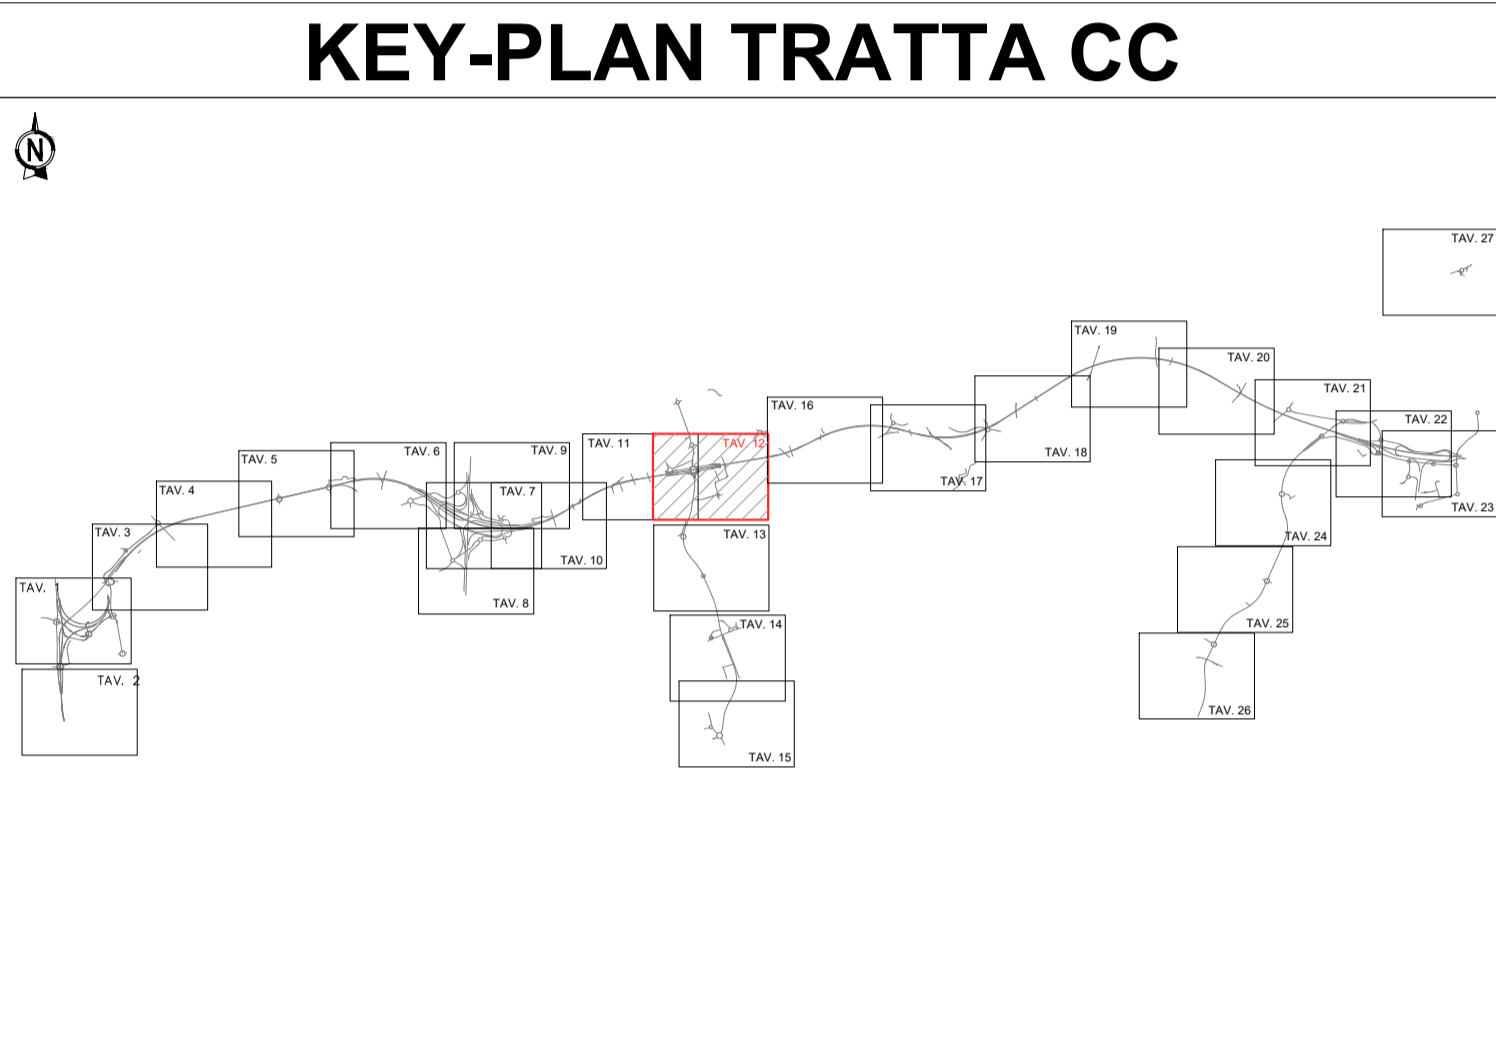 KEY-PLAN TRATTA CC
N
TAV. 27
TAV. 19
TAV. 20
TAV. 21
TAV. 16
TAV. 22
TAV. 11
TAV. 12
TAV. 6
TAV. 9
TAV. 5
TAV. 18
TAV. 17
TAV. 4
TAV. 7
TAV. 23
TAV. 3
TAV. 13
TAV. 24
TAV. 10
TAV. 1
TAV. 8
TAV. 14
TAV. 25
TAV. 2
TAV. 26
TAV. 15